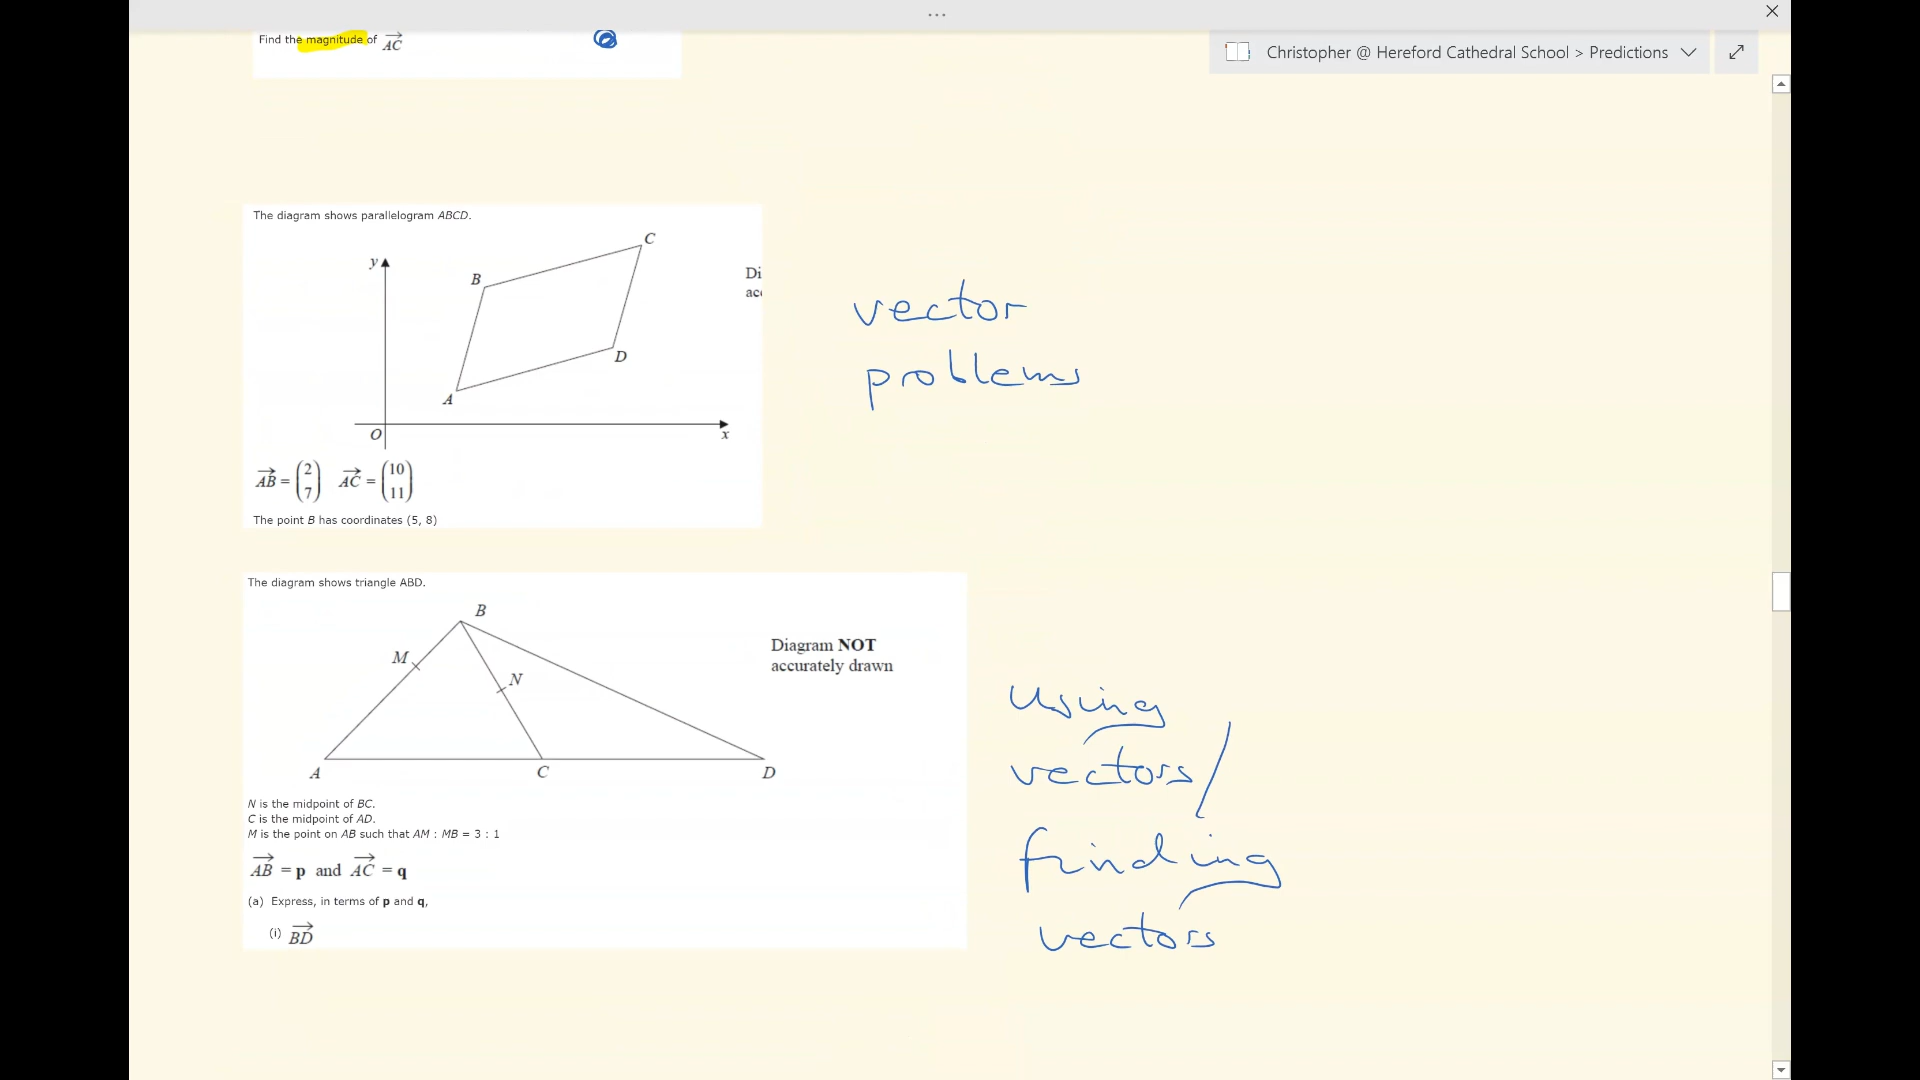 Find the magnitude of AC
Christopher @ Hereford Cathedral School > Predictions
The diagram shows parallelogram ABCD.
C
y
B
Di
acc
D
A
O
x
AB = (2 7) AC = (10 11)
The point B has coordinates (5, 8)
vector
problems
The diagram shows triangle ABD.
B
M
N
Diagram NOT
accurately drawn
A
C
D
N is the midpoint of BC.
C is the midpoint of AD.
M is the point on AB such that AM : MB = 3 : 1
AB = p and AC = q
(a) Express, in terms of p and q,
(i) BD
using
vectors/
finding
vectors